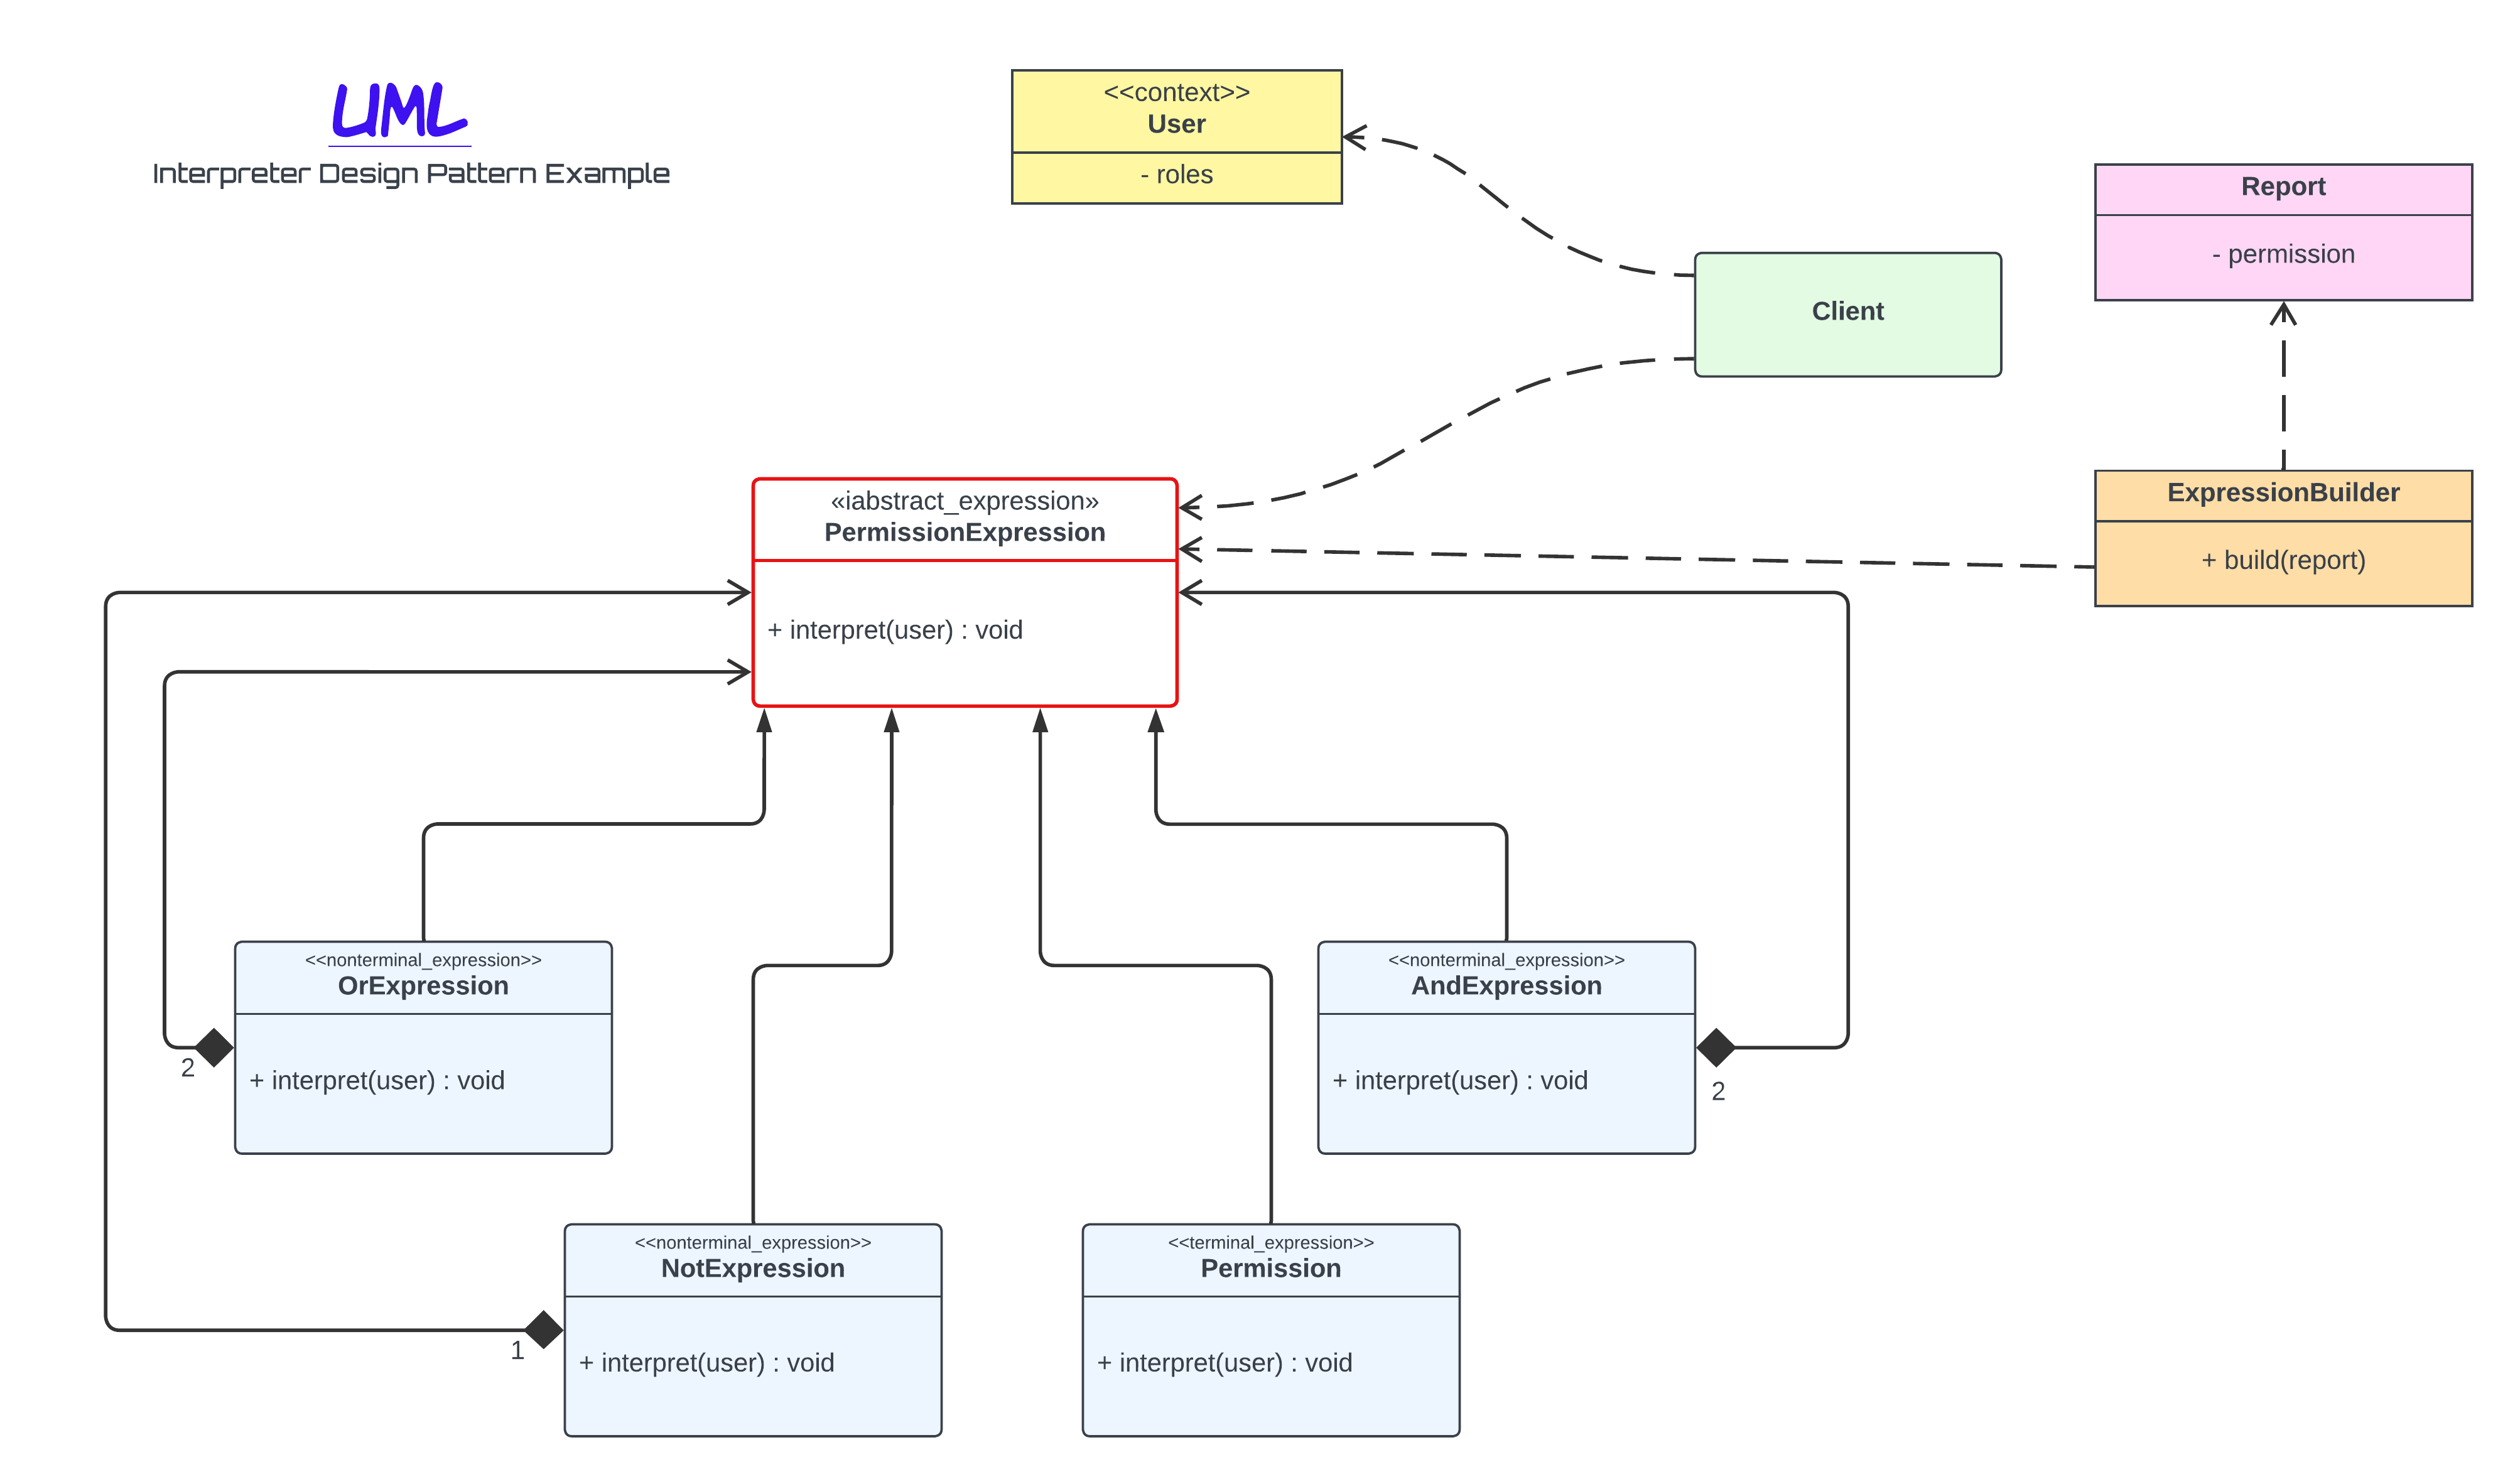 UML
Interpreter Design Pattern Example
<<context>>
User
- roles
Report
- permission
Client
«iabstract_expression»
PermissionExpression
+ interpret(user) : void
ExpressionBuilder
+ build(report)
<<nonterminal_expression>>
OrExpression
+ interpret(user) : void
2
<<nonterminal_expression>>
AndExpression
+ interpret(user) : void
2
<<nonterminal_expression>>
NotExpression
+ interpret(user) : void
1
<<terminal_expression>>
Permission
+ interpret(user) : void